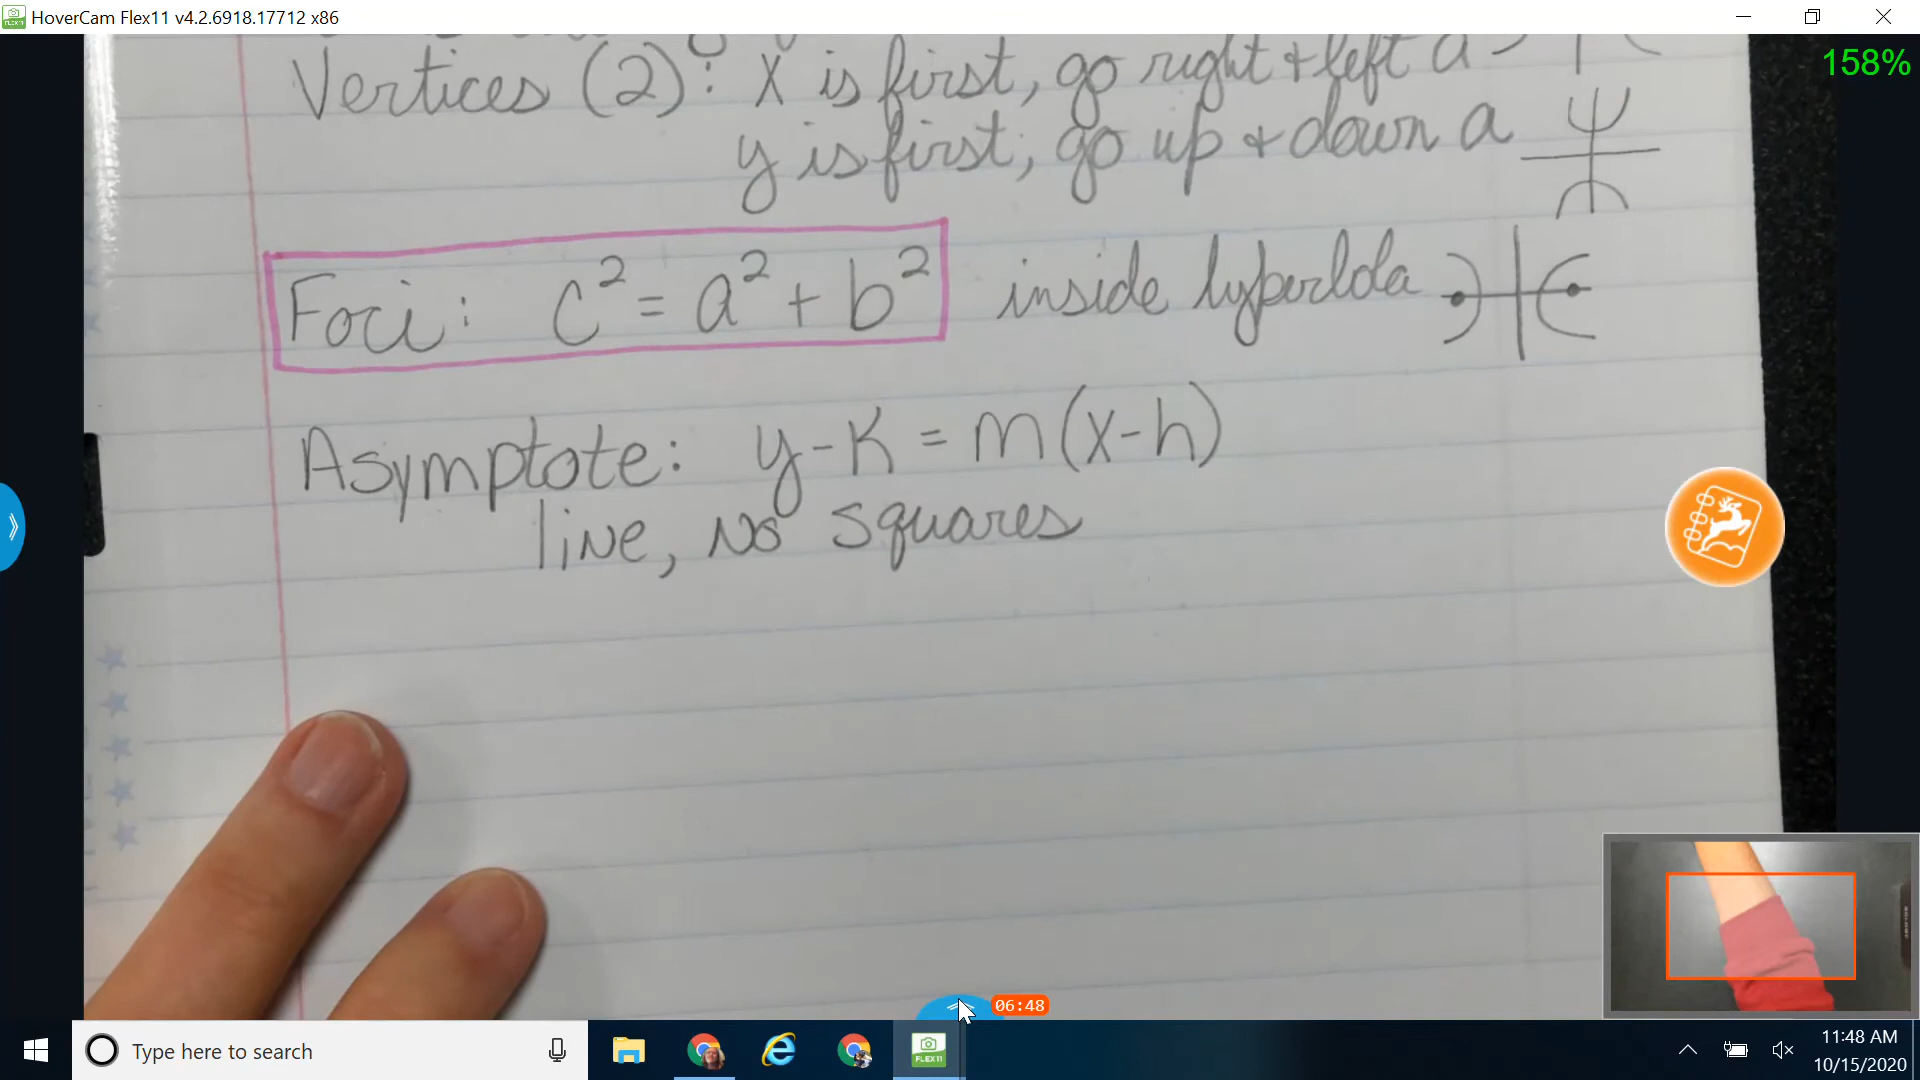 HoverCam Flex11 v4.2.6918.17712 x86
158%
Vertices (2): X is first, go right + left a
y is first, go up + down a
Foci: c² = a² + b² inside hyperbola
Asymptote: y-K = m(x-h)
line, No squares
06:48
Type here to search
FLEX11
11:48 AM
10/15/2020